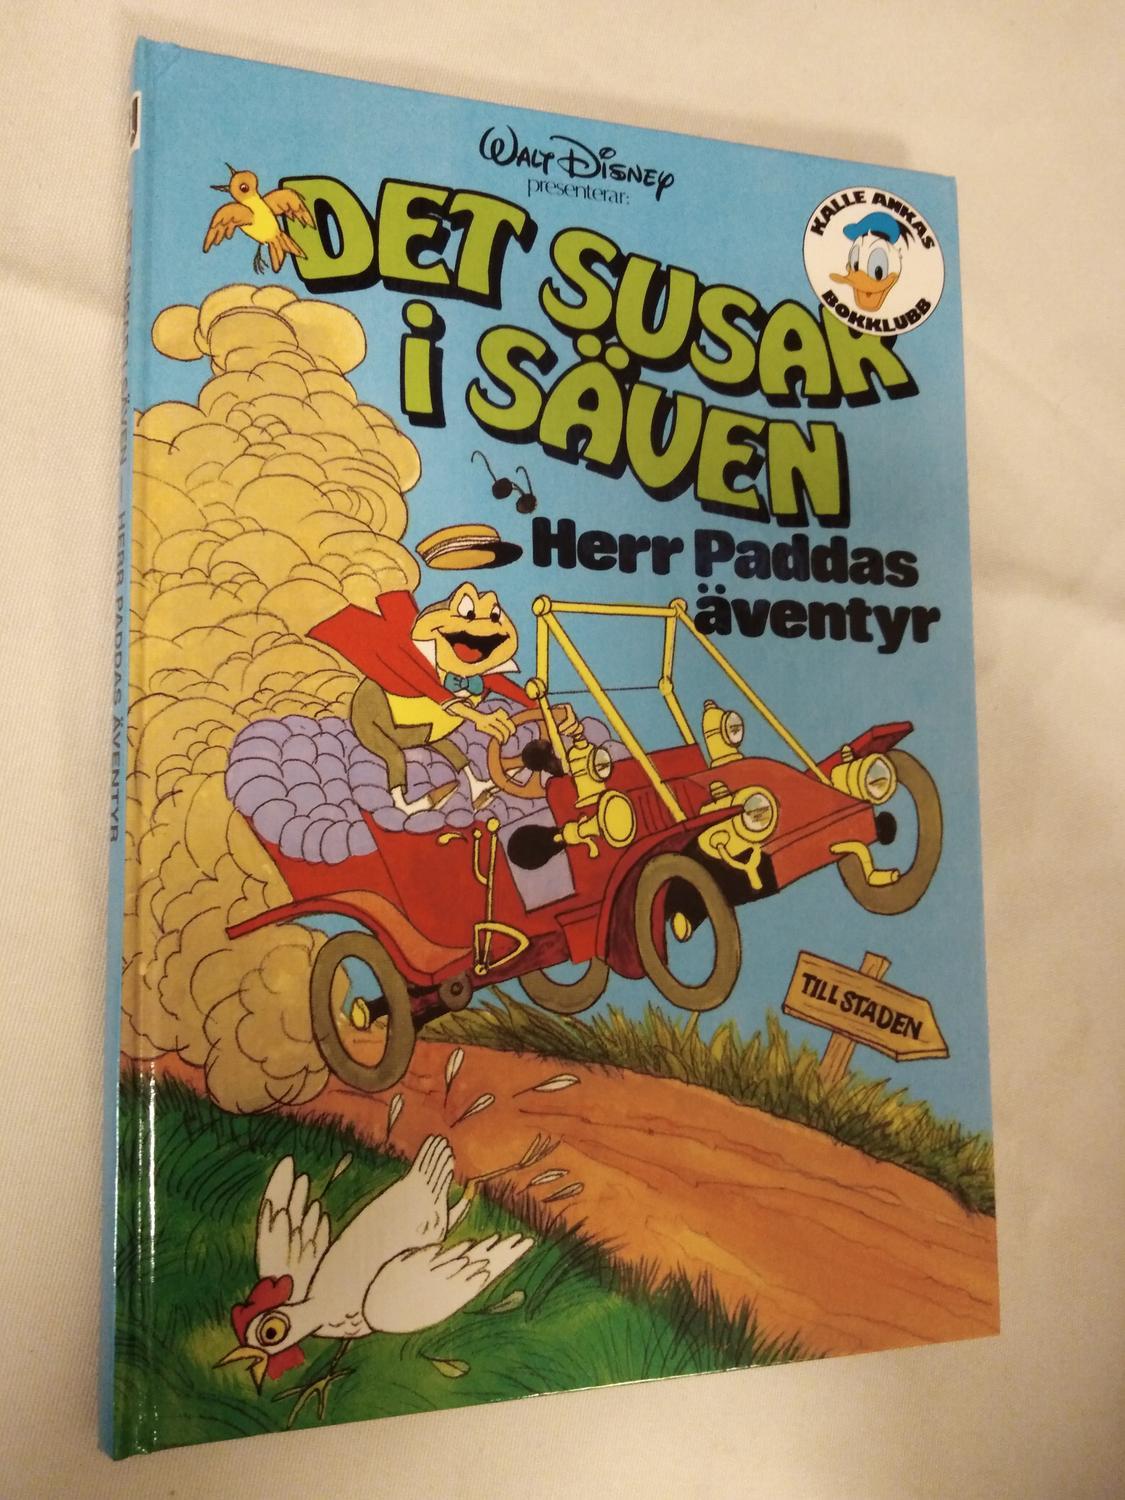 Walt Disney
presenterar:
KALLE ANKAS
BOKKLUBB
DET SUSAR
i SÄVEN
Herr Paddas
äventyr
TILL STADEN
DET SUSAR I SÄVEN – HERR PADDAS ÄVENTYR